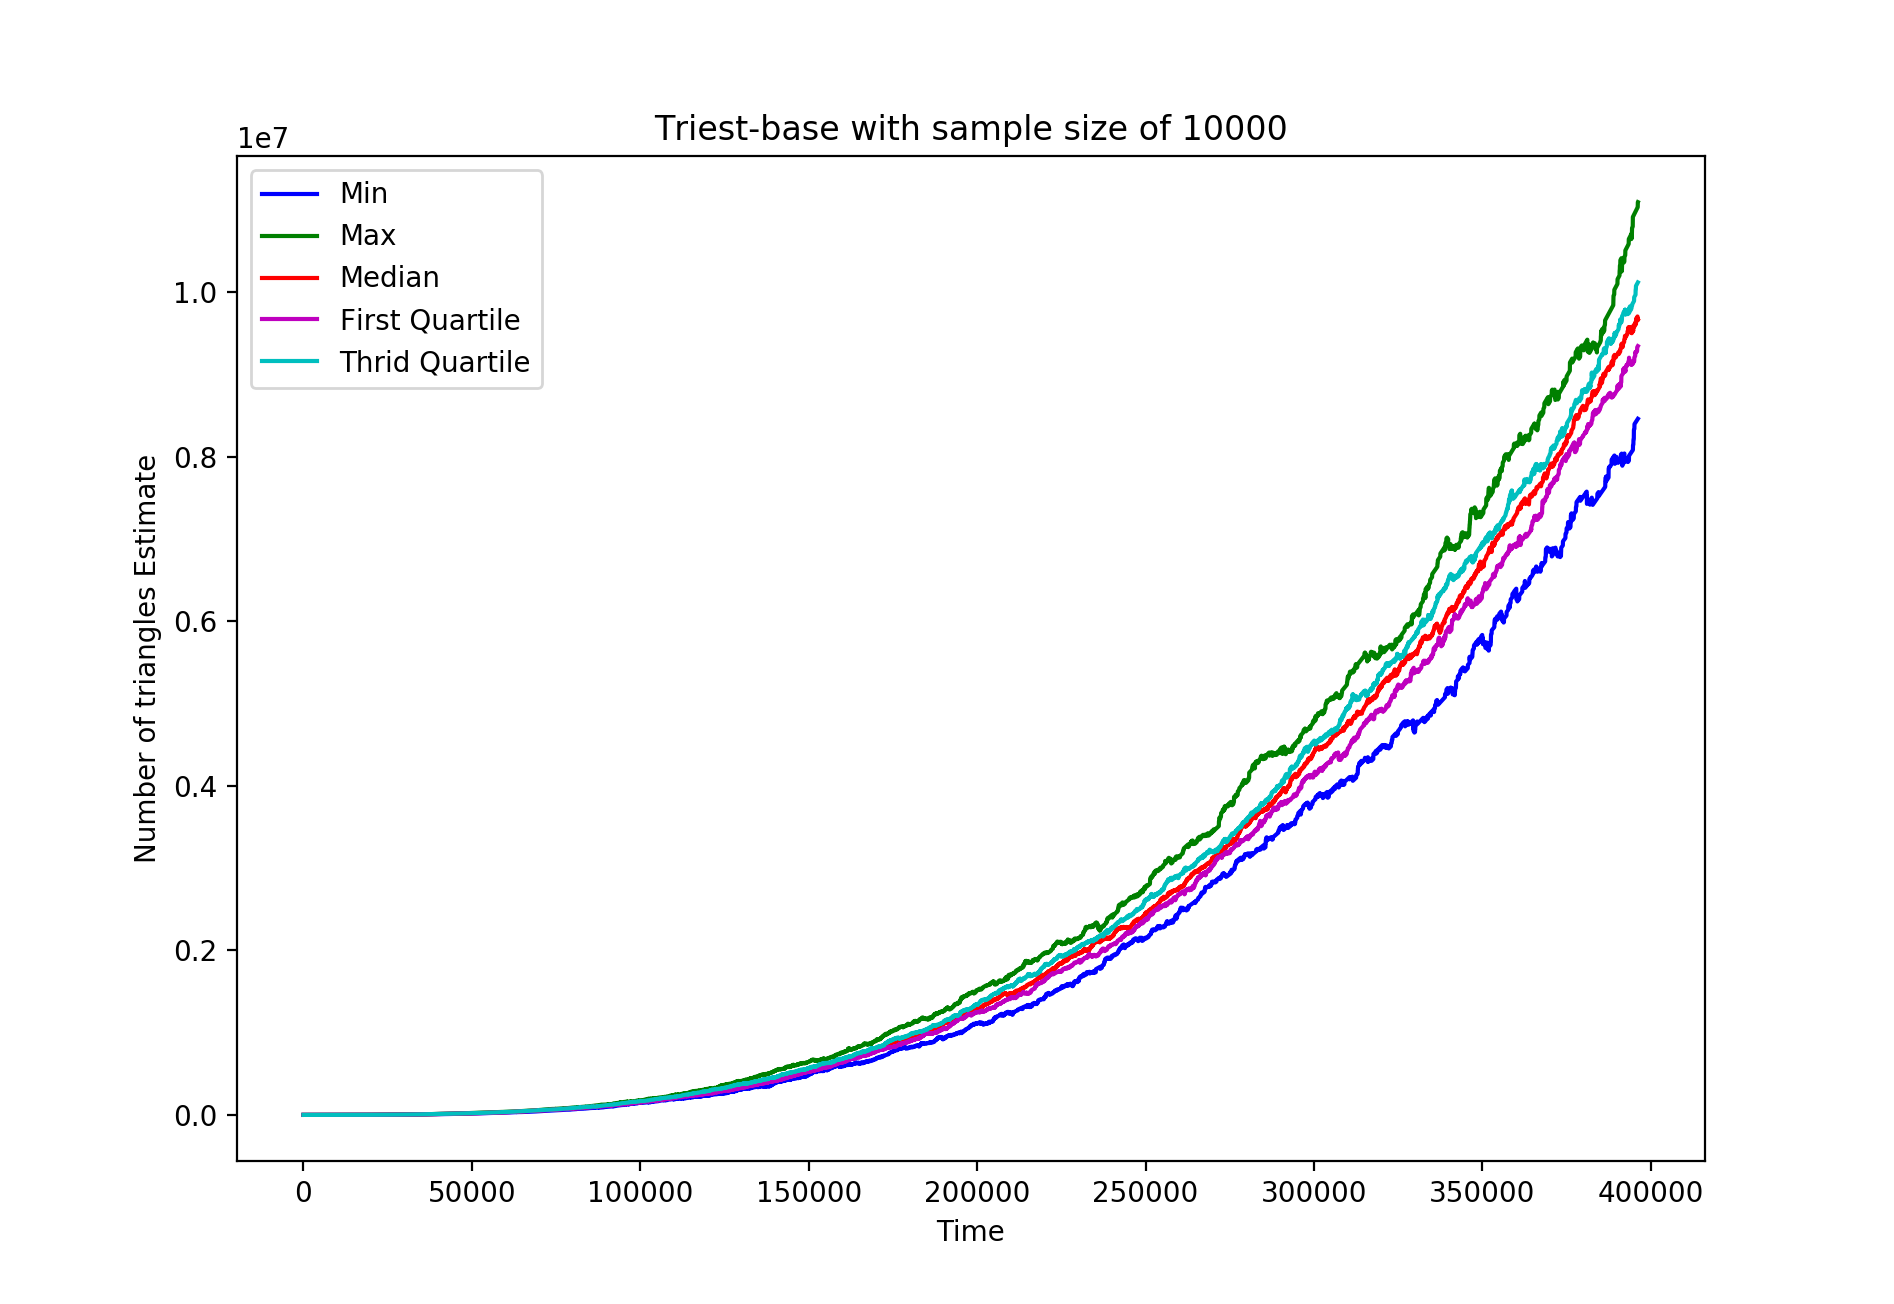 Triest-base with sample size of 10000
1e7
Min
Max
Median
First Quartile
Thrid Quartile
1.0
0.8
0.6
0.4
0.2
0.0
Number of triangles Estimate
0 50000 100000 150000 200000 250000 300000 350000 400000
Time